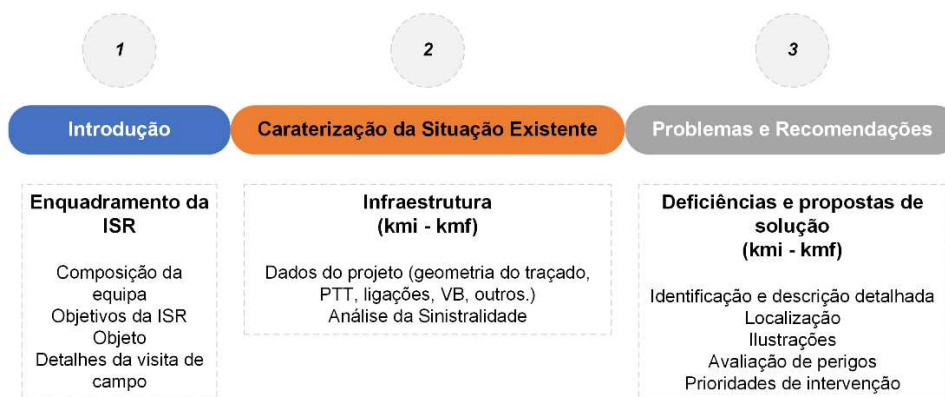 1
2
3
Introdução
Caraterização da Situação Existente
Problemas e Recomendações
Enquadramento da
ISR
Composição da
equipa
Objetivos da ISR
Objeto
Detalhes da visita de
campo
Infraestrutura
(kmi - kmf)
Dados do projeto (geometria do traçado,
PTT, ligações, VB, outros.)
Análise da Sinistralidade
Deficiências e propostas de
solução
(kmi - kmf)
Identificação e descrição detalhada
Localização
Ilustrações
Avaliação de perigos
Prioridades de intervenção